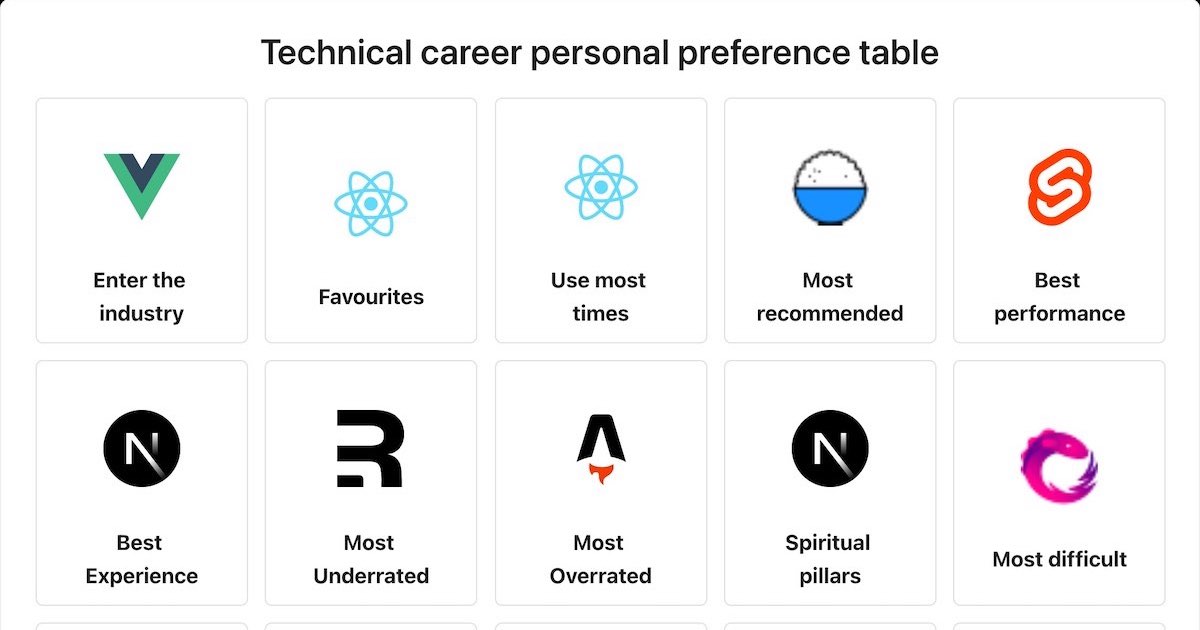 Technical career personal preference table
Enter the
industry
Favourites
Use most
times
Most
recommended
Best
performance
Best
Experience
Most
Underrated
Most
Overrated
Spiritual
pillars
Most difficult